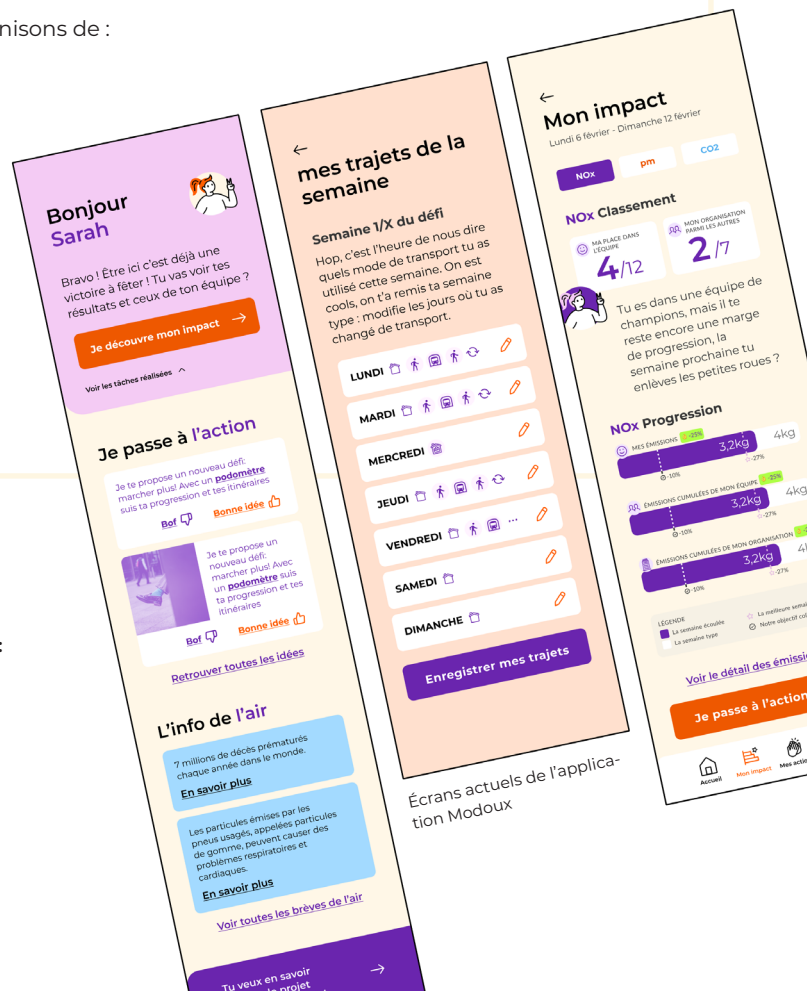 nisons de :
Bonjour
Sarah
Bravo ! Être ici c'est déjà une
victoire à fêter ! Tu vas voir tes
résultats et ceux de ton équipe ?
Je découvre mon impact
Voir les tâches réalisées
Je passe à l'action
Je te propose un nouveau défi:
marcher plus! Avec un podomètre
suis ta progression et tes itinéraires
Bof
Bonne idée
Je te propose un
nouveau défi:
marcher plus! Avec
un podomètre suis
ta progression et tes
itinéraires
Bof
Bonne idée
Retrouver toutes les idées
:
L'info de l'air
7 millions de décès prématurés
chaque année dans le monde.
En savoir plus
Les particules émises par les
pneus usagés, appelées particules
de gomme, peuvent causer des
problèmes respiratoires et
cardiaques.
En savoir plus
Voir toutes les brèves de l'air
Tu veux en savoir
projet
mes trajets de la
semaine
Semaine 1/X du défi
Hop, c'est l'heure de nous dire
quels mode de transport tu as
utilisé cette semaine. On est
cools, on t'a remis ta semaine
type : modifie les jours où tu as
changé de transport.
LUNDI
MARDI
MERCREDI
JEUDI
VENDREDI ...
SAMEDI
DIMANCHE
Enregistrer mes trajets
Écrans actuels de l'applica-
tion Modoux
Mon impact
Lundi 6 février - Dimanche 12 février
NOx
pm
CO2
NOx Classement
MA PLACE DANS
L'ÉQUIPE
4/12
MON ORGANISATION
PARMI LES AUTRES
2/7
Tu es dans une équipe de
champions, mais il te
reste encore une marge
de progression, la
semaine prochaine tu
enlèves les petites roues ?
NOx Progression
MES ÉMISSIONS -25%
3,2kg 4kg
-10% -27%
ÉMISSIONS CUMULÉES DE MON ÉQUIPE -25%
3,2kg 4kg
-10% -27%
ÉMISSIONS CUMULÉES DE MON ORGANISATION
3,2kg
-10% -27%
LÉGENDE
La semaine écoulée
La semaine type
La meilleure
Notre objectif
Voir le détail des
Je passe à l'action
Accueil
Mon impact
Mes